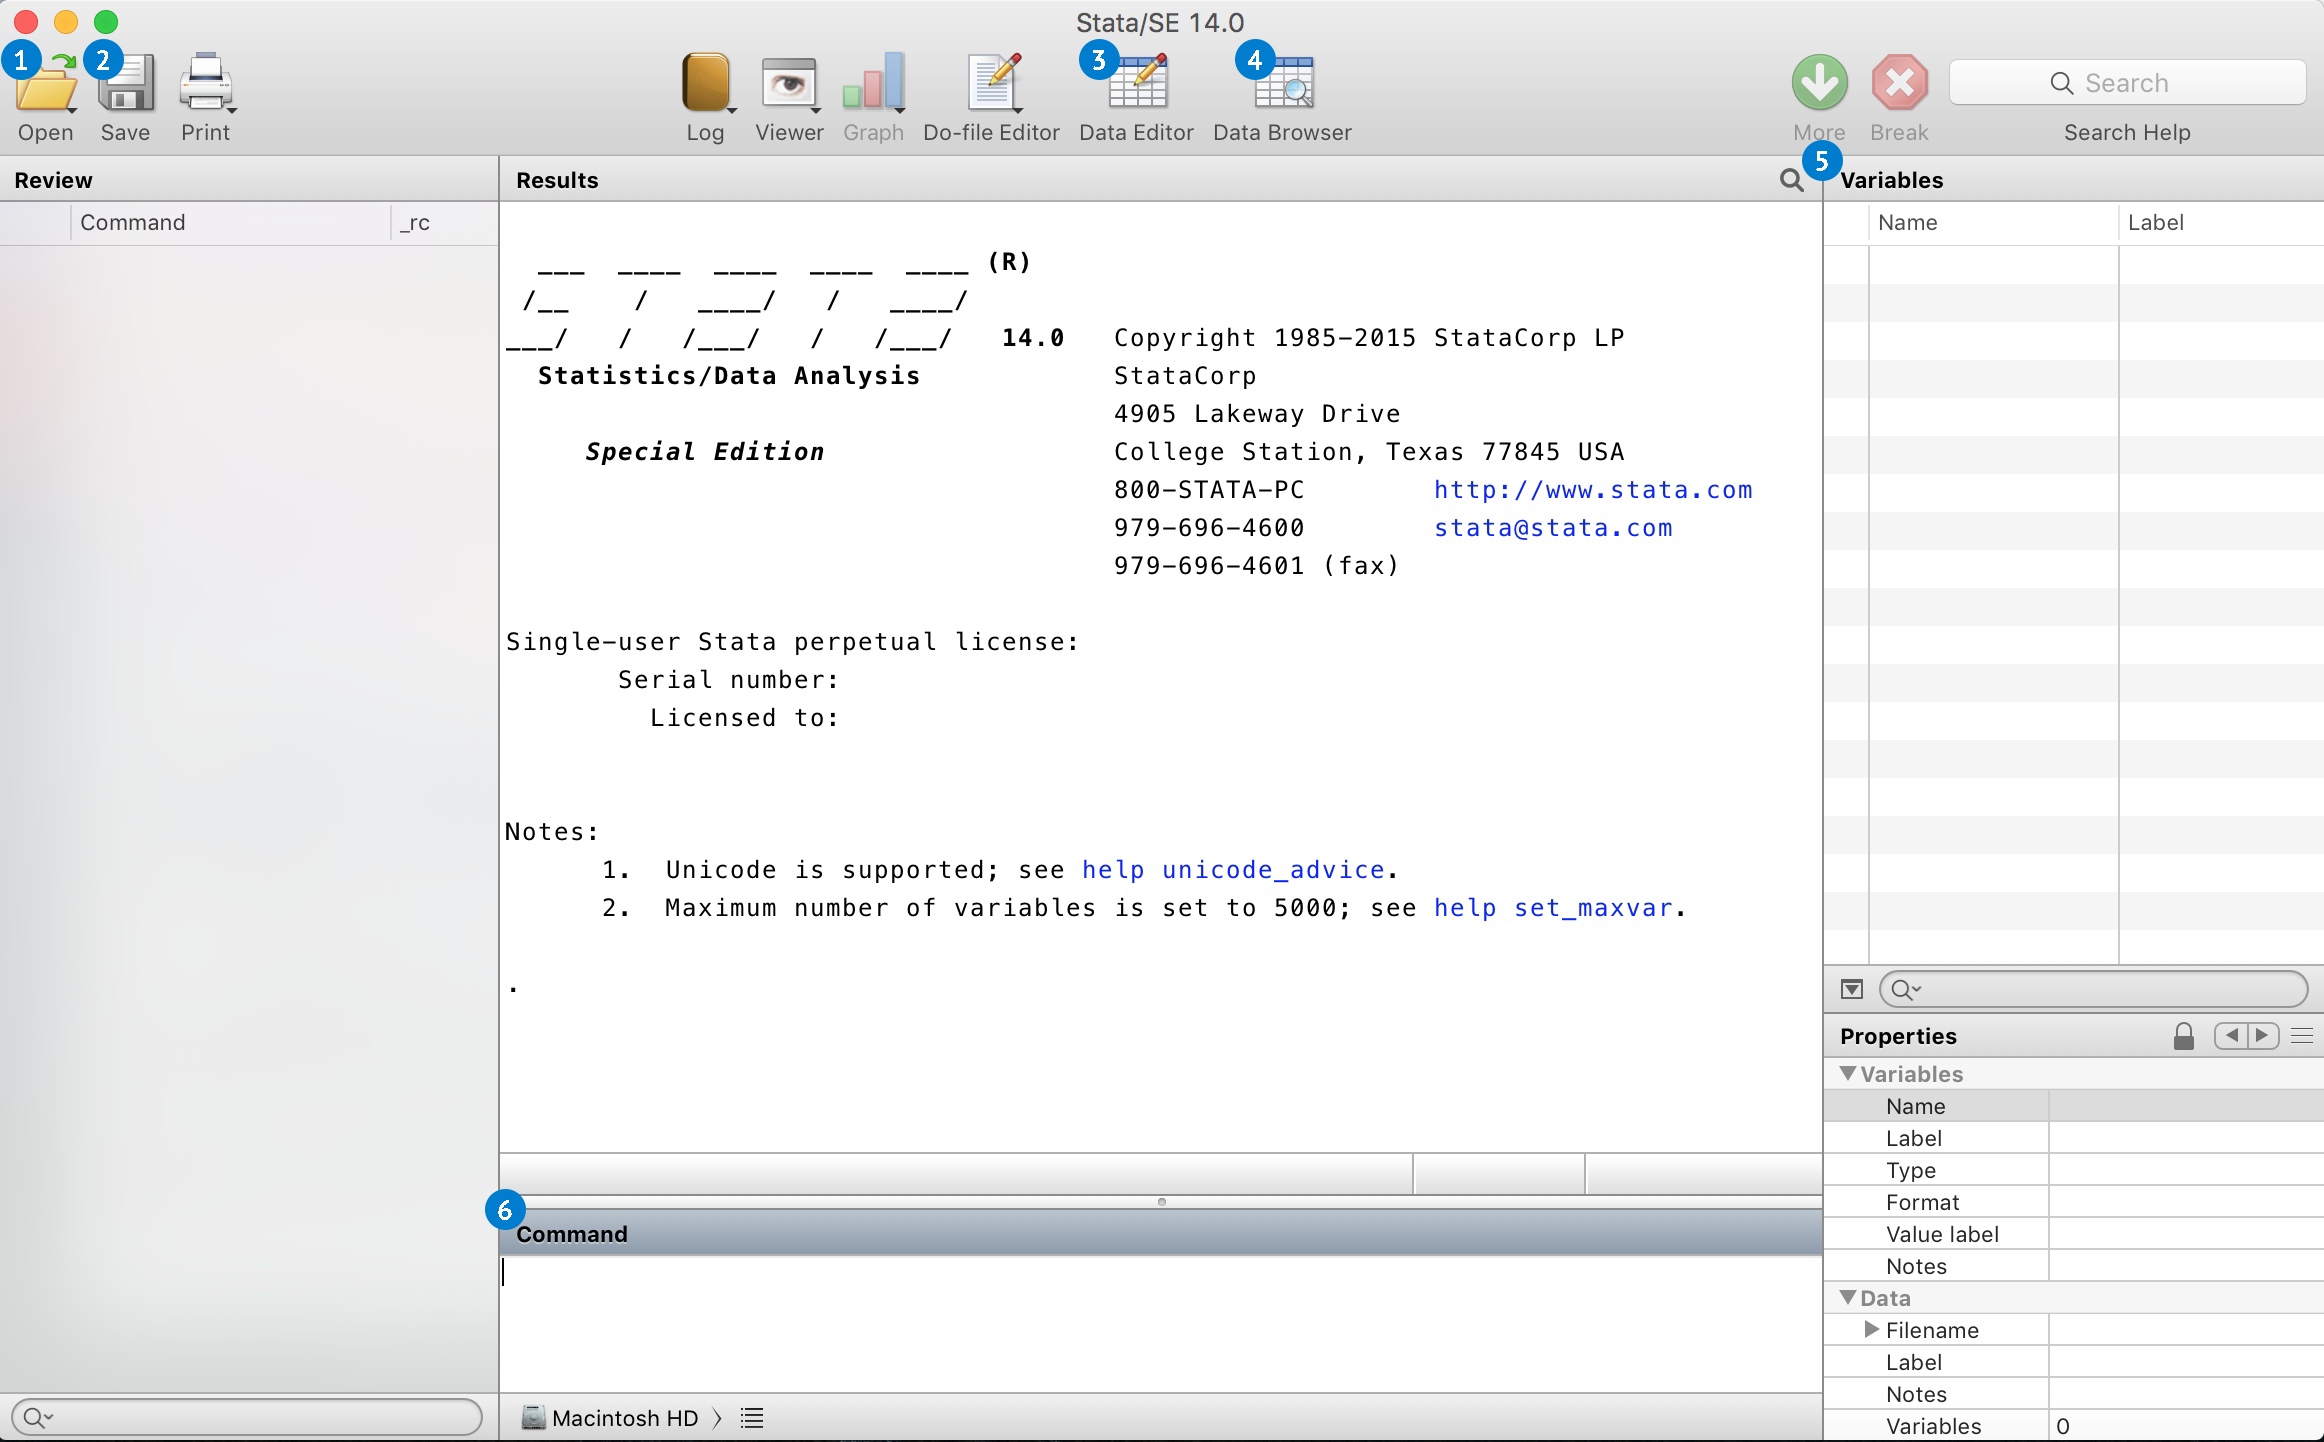 Stata/SE 14.0
1 2 3 4
Open Save Print Log Viewer Graph Do-file Editor Data Editor Data Browser More Break Search
Search Help
5
Review
Command _rc
Results
___ ____ ____ ____ ____ (R)
/__ / ____/ / ____/
___/ / /___/ / /___/ 14.0 Copyright 1985-2015 StataCorp LP
Statistics/Data Analysis StataCorp
4905 Lakeway Drive
Special Edition College Station, Texas 77845 USA
800-STATA-PC http://www.stata.com
979-696-4600 stata@stata.com
979-696-4601 (fax)
Single-user Stata perpetual license:
Serial number:
Licensed to:
Notes:
1. Unicode is supported; see help unicode_advice.
2. Maximum number of variables is set to 5000; see help set_maxvar.
.
6
Command
Macintosh HD
Variables
Name Label
Properties
Variables
Name
Label
Type
Format
Value label
Notes
Data
Filename
Label
Notes
Variables 0